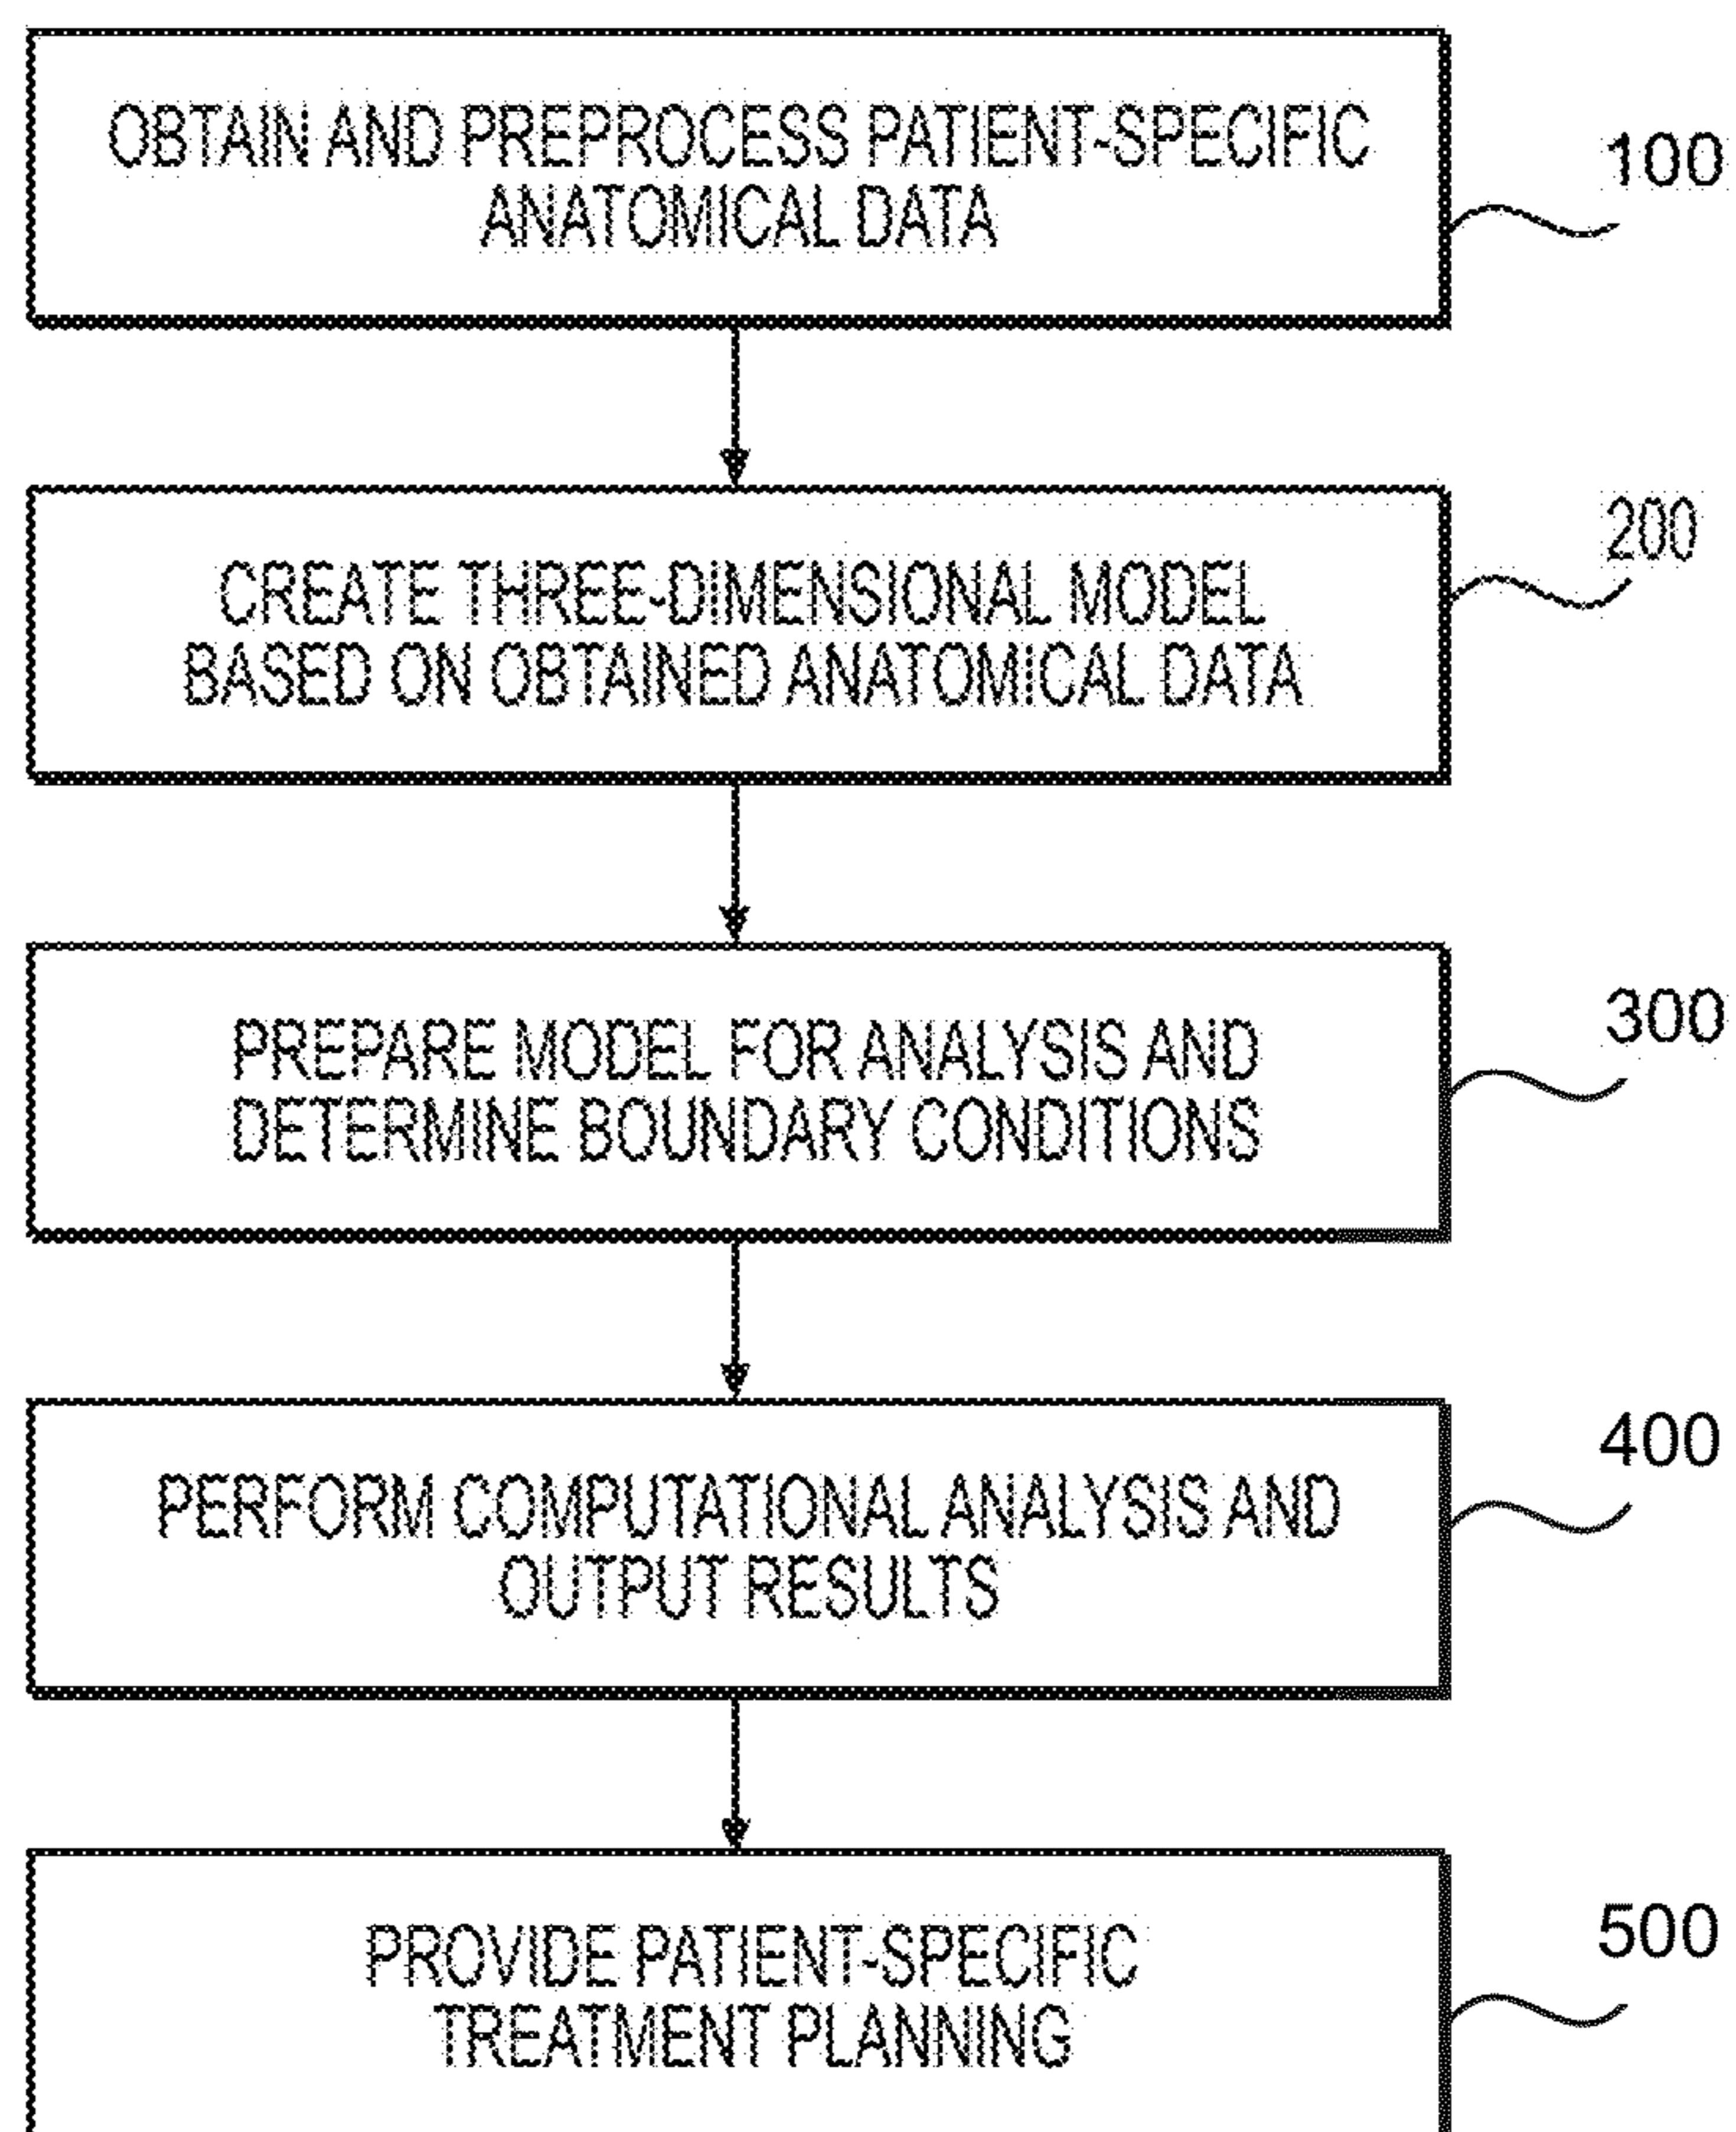 OBTAIN AND PREPROCESS PATIENT-SPECIFIC
ANATOMICAL DATA
100
CREATE THREE-DIMENSIONAL MODEL
BASED ON OBTAINED ANATOMICAL DATA
200
PREPARE MODEL FOR ANALYSIS AND
DETERMINE BOUNDARY CONDITIONS
300
PERFORM COMPUTATIONAL ANALYSIS AND
OUTPUT RESULTS
400
PROVIDE PATIENT-SPECIFIC
TREATMENT PLANNING
500